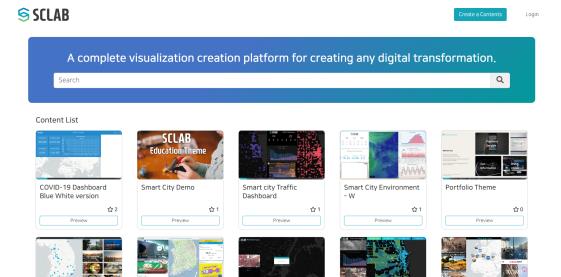 SCLAB
Create a Contents
Login
A complete visualization creation platform for creating any digital transformation.
Search
Content List
SCLAB
Education Theme
COVID-19 Dashboard
Blue White version
2
Preview
Smart City Demo
1
Preview
Smart city Traffic
Dashboard
1
Preview
Smart City Environment
- W
1
Preview
Portfolio Theme
0
Preview